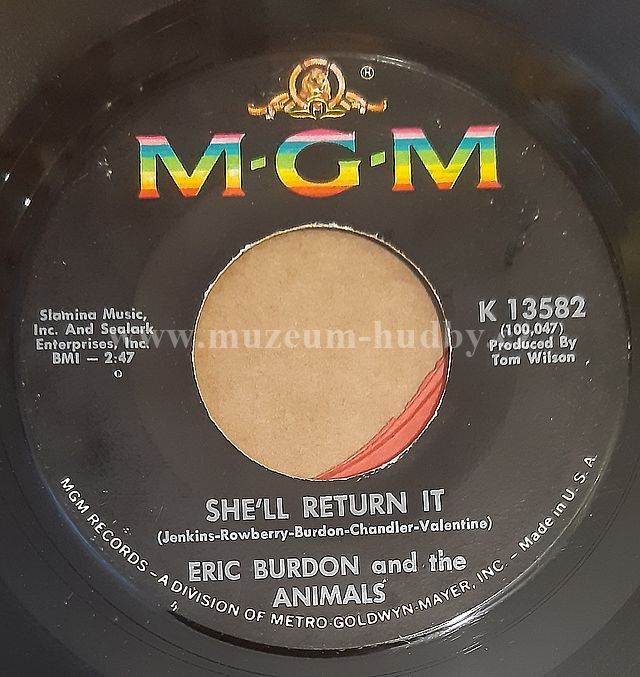 ®
M·G·M
Slamina Music,
Inc. And Sealark
Enterprises, Inc.
BMI — 2:47
K 13582
(100,047)
Produced By
Tom Wilson
www.muzeum-hudby.
SHE'LL RETURN IT
(Jenkins-Rowberry-Burdon-Chandler-Valentine)
ERIC BURDON and the
ANIMALS
MGM RECORDS – A DIVISION OF METRO-GOLDWYN-MAYER, INC. – Made in U. S. A